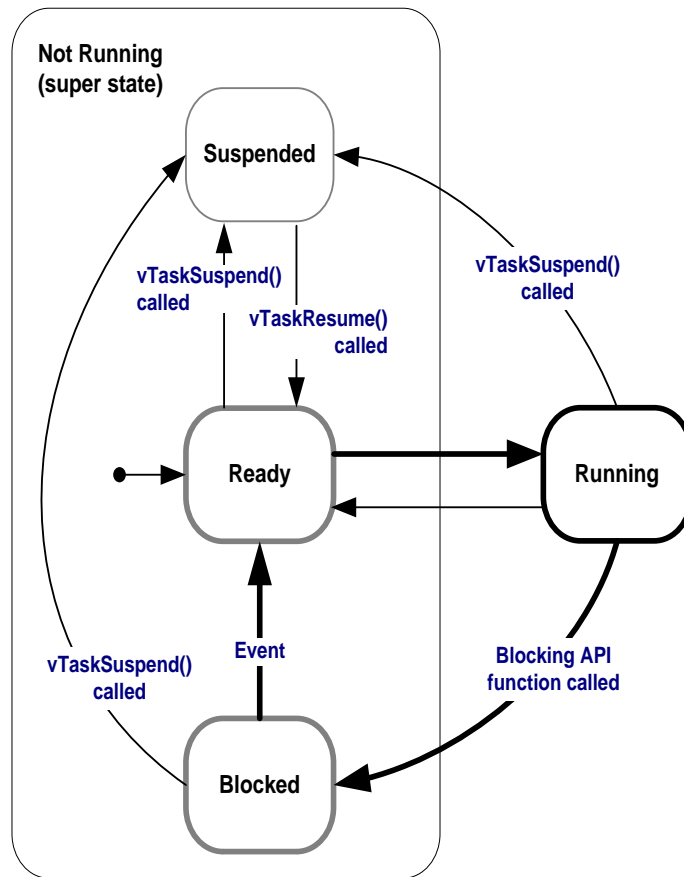 Not Running
(super state)
Suspended
vTaskSuspend()
called
vTaskResume()
called
vTaskSuspend()
called
Ready
Running
Event
vTaskSuspend()
called
Blocking API
function called
Blocked